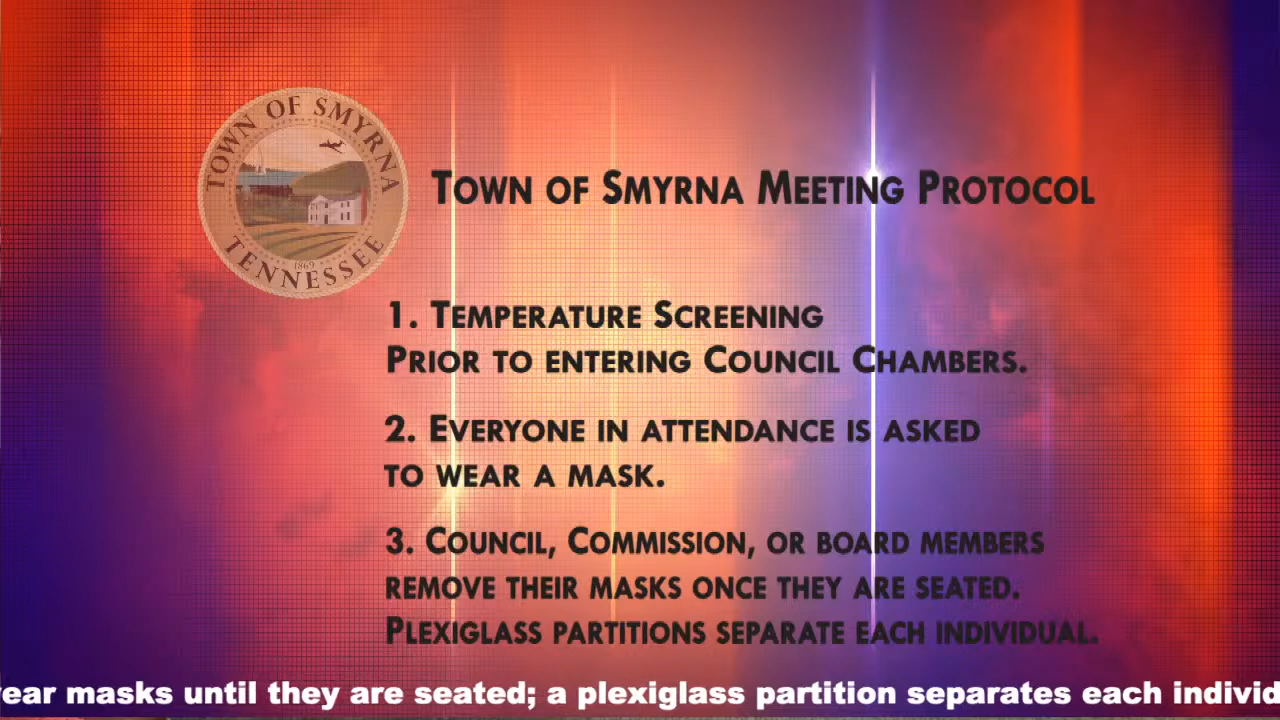 TOWN OF SMYRNA
TENNESSEE
1869
TOWN OF SMYRNA MEETING PROTOCOL
1. TEMPERATURE SCREENING
PRIOR TO ENTERING COUNCIL CHAMBERS.
2. EVERYONE IN ATTENDANCE IS ASKED
TO WEAR A MASK.
3. COUNCIL, COMMISSION, OR BOARD MEMBERS
REMOVE THEIR MASKS ONCE THEY ARE SEATED.
PLEXIGLASS PARTITIONS SEPARATE EACH INDIVIDUAL.
ear masks until they are seated; a plexiglass partition separates each individ